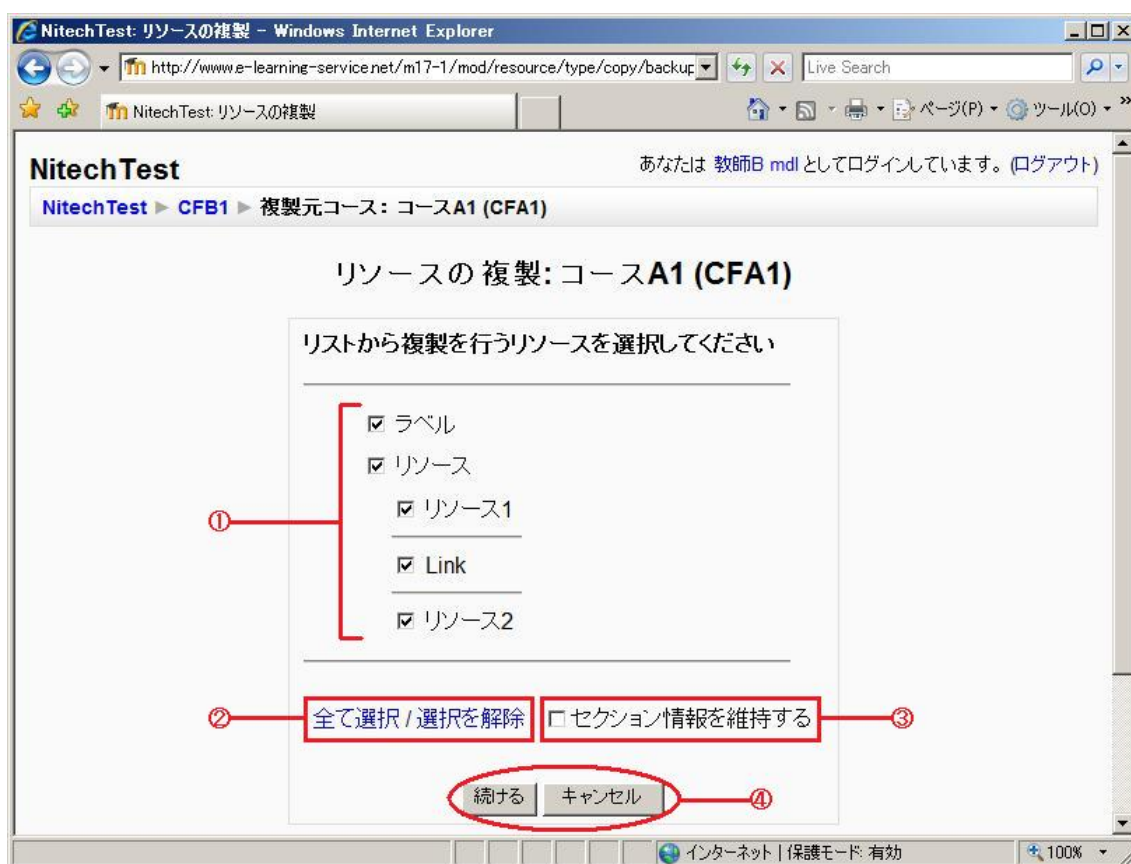 NitechTest: リソースの複製 - Windows Internet Explorer
http://www.e-learning-service.net/m17-1/mod/resource/type/copy/backup
Live Search
NitechTest: リソースの複製
ページ(P)
ツール(O)
»
NitechTest
あなたは 教師B mdl としてログインしています。(ログアウト)
NitechTest ► CFB1 ► 複製元コース: コースA1 (CFA1)
リソースの複製: コースA1 (CFA1)
リストから複製を行うリソースを選択してください
ラベル
リソース
① リソース1
Link
リソース2
② 全て選択 / 選択を解除 セクション情報を維持する ③
続ける キャンセル ④
インターネット | 保護モード: 有効 100%